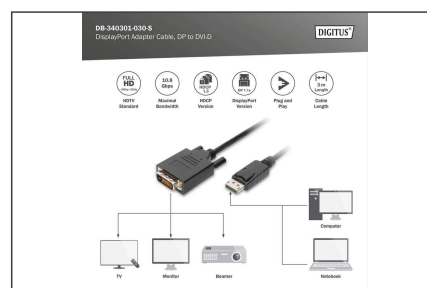 DB-340301-030-S
DisplayPort Adapter Cable, DP to DVI-D
DIGITUS®
FULL
HD
HDTV
Standard
10.8
Gbps
Maximal
Bandwidth
HDCP
1.3
HDCP
Version
DP 1.1a
DisplayPort
Version
Plug and
Play
3 m
Length
Cable
Length
Computer
TV
Monitor
Beamer
Notebook